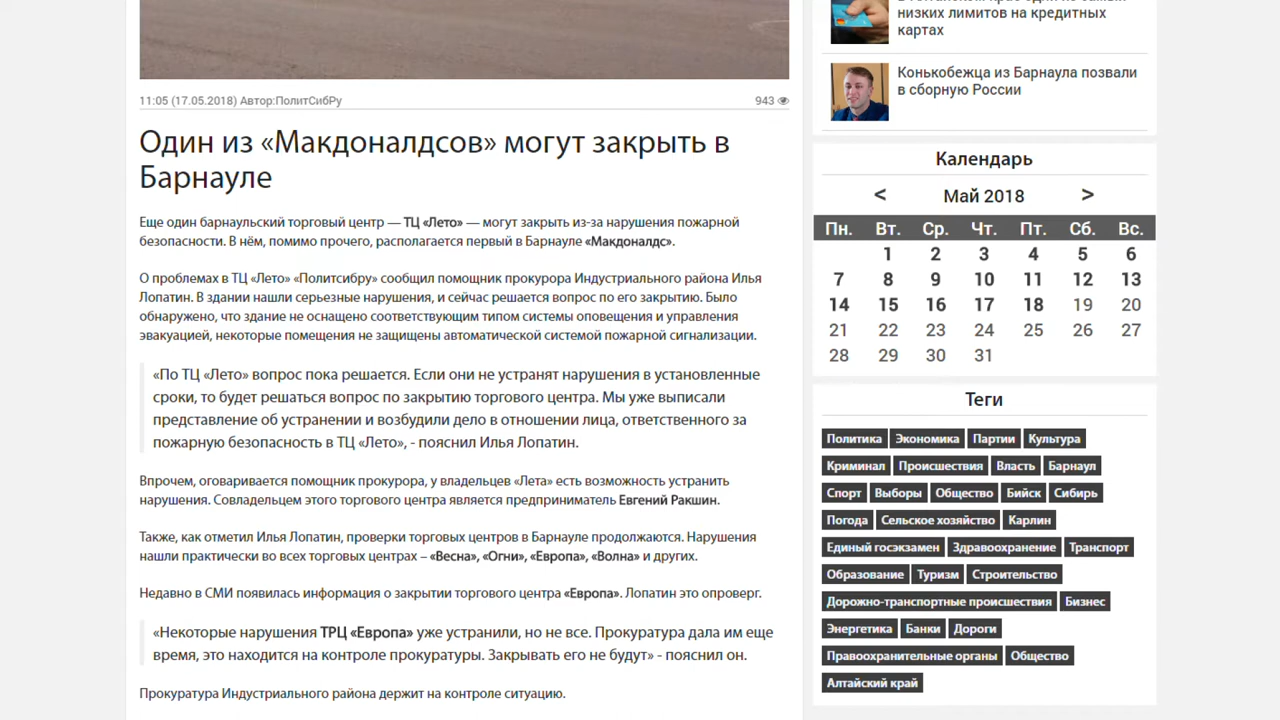 11:05 (17.05.2018) Автор:ПолитСибРу
943
Один из «Макдоналдсов» могут закрыть в
Барнауле
Еще один барнаульский торговый центр — ТЦ «Лето» — могут закрыть из-за нарушения пожарной
безопасности. В нём, помимо прочего, располагается первый в Барнауле «Макдоналдс».
О проблемах в ТЦ «Лето» «Политсибру» сообщил помощник прокурора Индустриального района Илья
Лопатин. В здании нашли серьезные нарушения, и сейчас решается вопрос по его закрытию. Было
обнаружено, что здание не оснащено соответствующим типом системы оповещения и управления
эвакуацией, некоторые помещения не защищены автоматической системой пожарной сигнализации.
«По ТЦ «Лето» вопрос пока решается. Если они не устранят нарушения в установленные
сроки, то будет решаться вопрос по закрытию торгового центра. Мы уже выписали
представление об устранении и возбудили дело в отношении лица, ответственного за
пожарную безопасность в ТЦ «Лето», - пояснил Илья Лопатин.
Впрочем, оговаривается помощник прокурора, у владельцев «Лета» есть возможность устранить
нарушения. Совладельцем этого торгового центра является предприниматель Евгений Ракшин.
Также, как отметил Илья Лопатин, проверки торговых центров в Барнауле продолжаются. Нарушения
нашли практически во всех торговых центрах – «Весна», «Огни», «Европа», «Волна» и других.
Недавно в СМИ появилась информация о закрытии торгового центра «Европа». Лопатин это опроверг.
«Некоторые нарушения ТРЦ «Европа» уже устранили, но не все. Прокуратура дала им еще
время, это находится на контроле прокуратуры. Закрывать его не будут» - пояснил он.
Прокуратура Индустриального района держит на контроле ситуацию.
низких лимитов на кредитных
картах
Конькобежца из Барнаула позвали
в сборную России
Календарь
< Май 2018 >
Пн. Вт. Ср. Чт. Пт. Сб. Вс.
1 2 3 4 5 6
7 8 9 10 11 12 13
14 15 16 17 18 19 20
21 22 23 24 25 26 27
28 29 30 31
Теги
Политика Экономика Партии Культура
Криминал Происшествия Власть Барнаул
Спорт Выборы Общество Бийск Сибирь
Погода Сельское хозяйство Карлин
Единый госэкзамен Здравоохранение Транспорт
Образование Туризм Строительство
Дорожно-транспортные происшествия Бизнес
Энергетика Банки Дороги
Правоохранительные органы Общество
Алтайский край